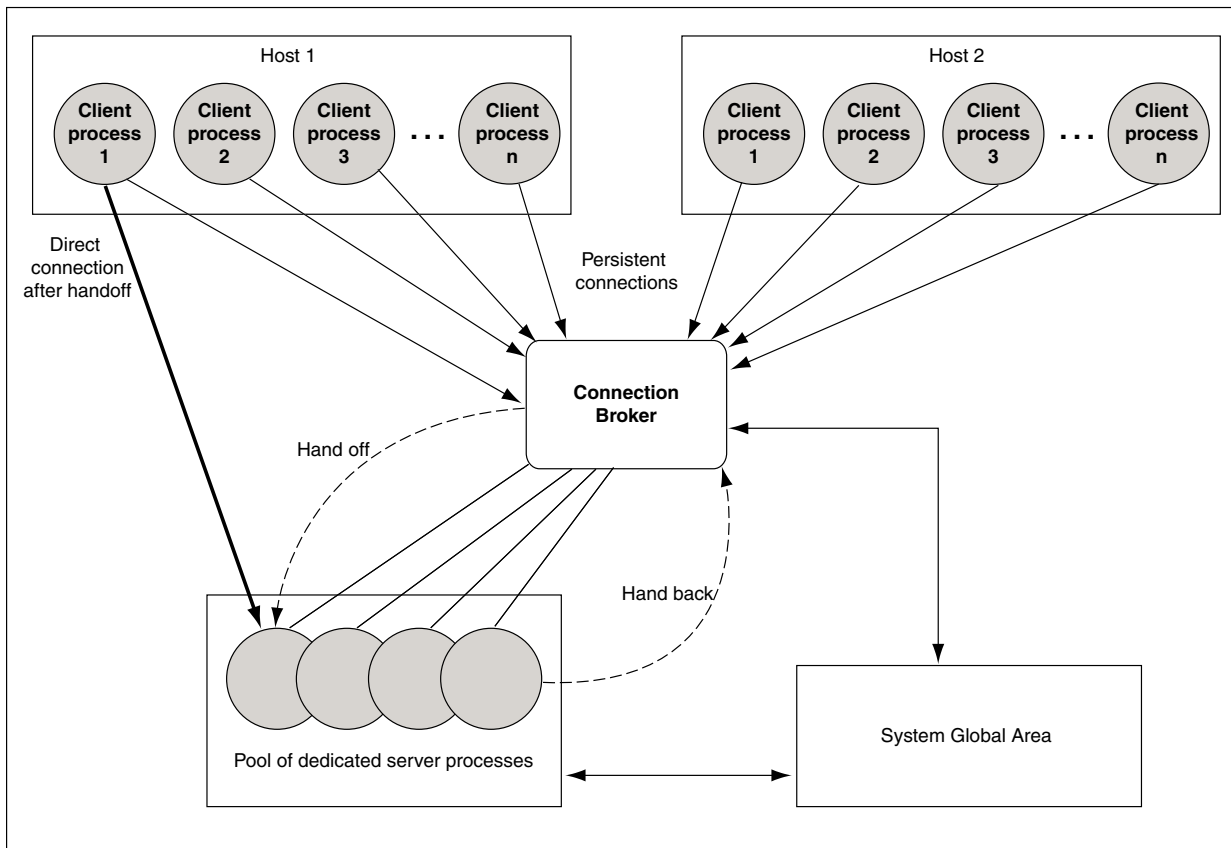 Host 1
Client
process
1
Client
process
2
Client
process
3
...
Client
process
n
Host 2
Client
process
1
Client
process
2
Client
process
3
...
Client
process
n
Direct
connection
after handoff
Persistent
connections
Connection
Broker
Hand off
Hand back
Pool of dedicated server processes
System Global Area